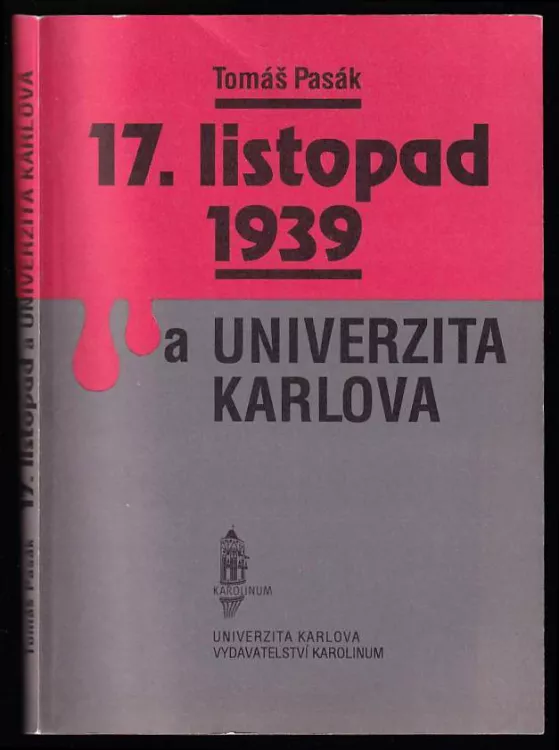 Tomáš Pasák
17. listopad
1939
a UNIVERZITA
KARLOVA
KAROLINUM
UNIVERZITA KARLOVA
VYDAVATELSTVÍ KAROLINUM
Tomáš Pasák 17. listopad a UNIVERZITA KARLOVA